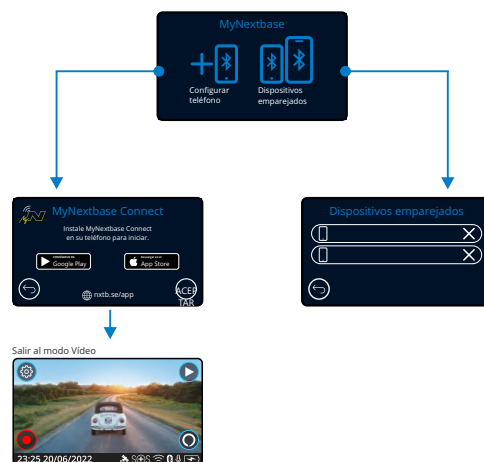 MyNextbase
Configurar
teléfono
Dispositivos
emparejados
MyNextbase Connect
Instale MyNextbase Connect
en su teléfono para iniciar.
Google Play
App Store
nxtb.se/app
ACEP
TAR
Dispositivos emparejados
Salir al modo Vídeo
23:25 20/06/2022
SOS